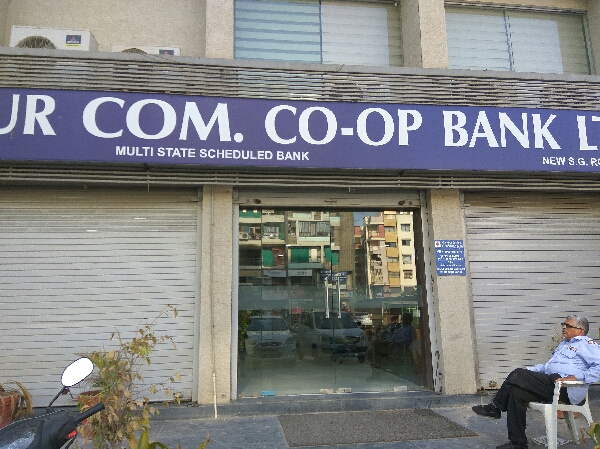 UR COM. CO-OP BANK LT
MULTI STATE SCHEDULED BANK
NEW S.G. RO